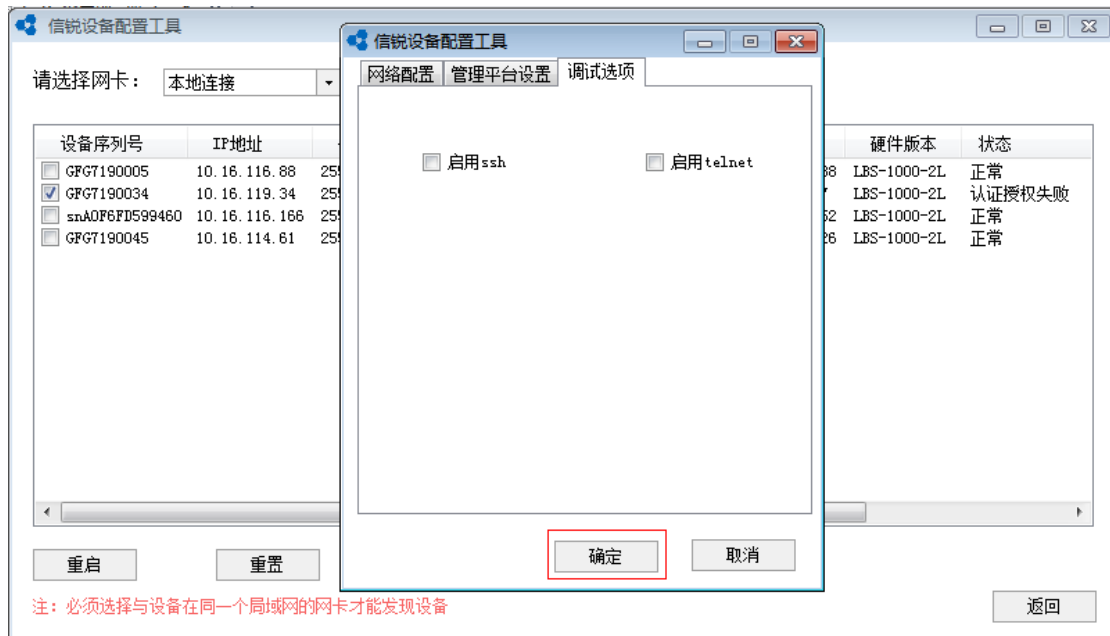 信锐设备配置工具
请选择网卡: 本地连接
设备序列号 IP地址 硬件版本 状态
GFG7190005 10.16.116.88 255 38 LBS-1000-2L 正常
GFG7190034 10.16.119.34 255 LBS-1000-2L 认证授权失败
snA0F6FD599460 10.16.116.166 255 52 LBS-1000-2L 正常
GFG7190045 10.16.114.61 255 26 LBS-1000-2L 正常
重启 重置
注: 必须选择与设备在同一个局域网的网卡才能发现设备
返回
信锐设备配置工具
网络配置 管理平台设置 调试选项
启用ssh 启用telnet
确定 取消